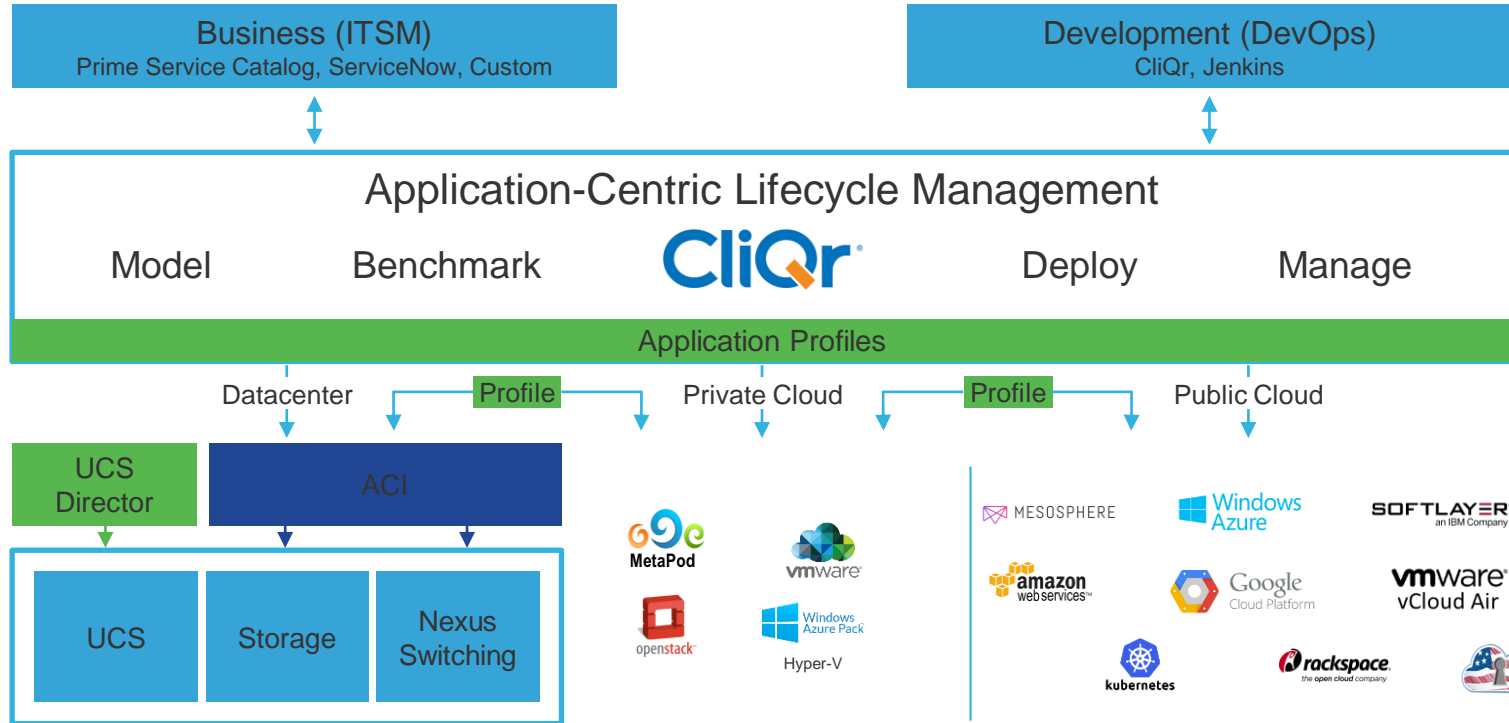 Business (ITSM)
Prime Service Catalog, ServiceNow, Custom
Development (DevOps)
CliQr, Jenkins
Application-Centric Lifecycle Management
Model
Benchmark
CliQr®
Deploy
Manage
Application Profiles
Datacenter
Profile
Private Cloud
Profile
Public Cloud
UCS
Director
ACI
UCS
Storage
Nexus
Switching
MetaPod
vmware®
openstack™
Windows
Azure Pack
Hyper-V
MESOSPHERE
Windows
Azure
SOFTLAYER
an IBM Company
amazon
web services™
Google
Cloud Platform
vmware®
vCloud Air
kubernetes
rackspace®
the open cloud company